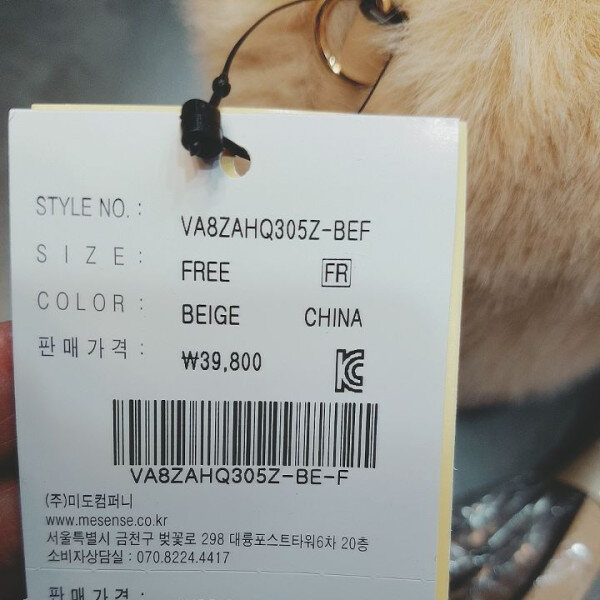 STYLE NO. : VA8ZAHQ305Z-BEF
SIZE : FREE FR
COLOR : BEIGE CHINA
판매가격 : ₩39,800
KC
VA8ZAHQ305Z-BE-F
(주)미도컴퍼니
www.mesense.co.kr
서울특별시 금천구 벚꽃로 298 대륭포스트타워6차 20층
소비자상담실 : 070.8224.4417
판매가격 :